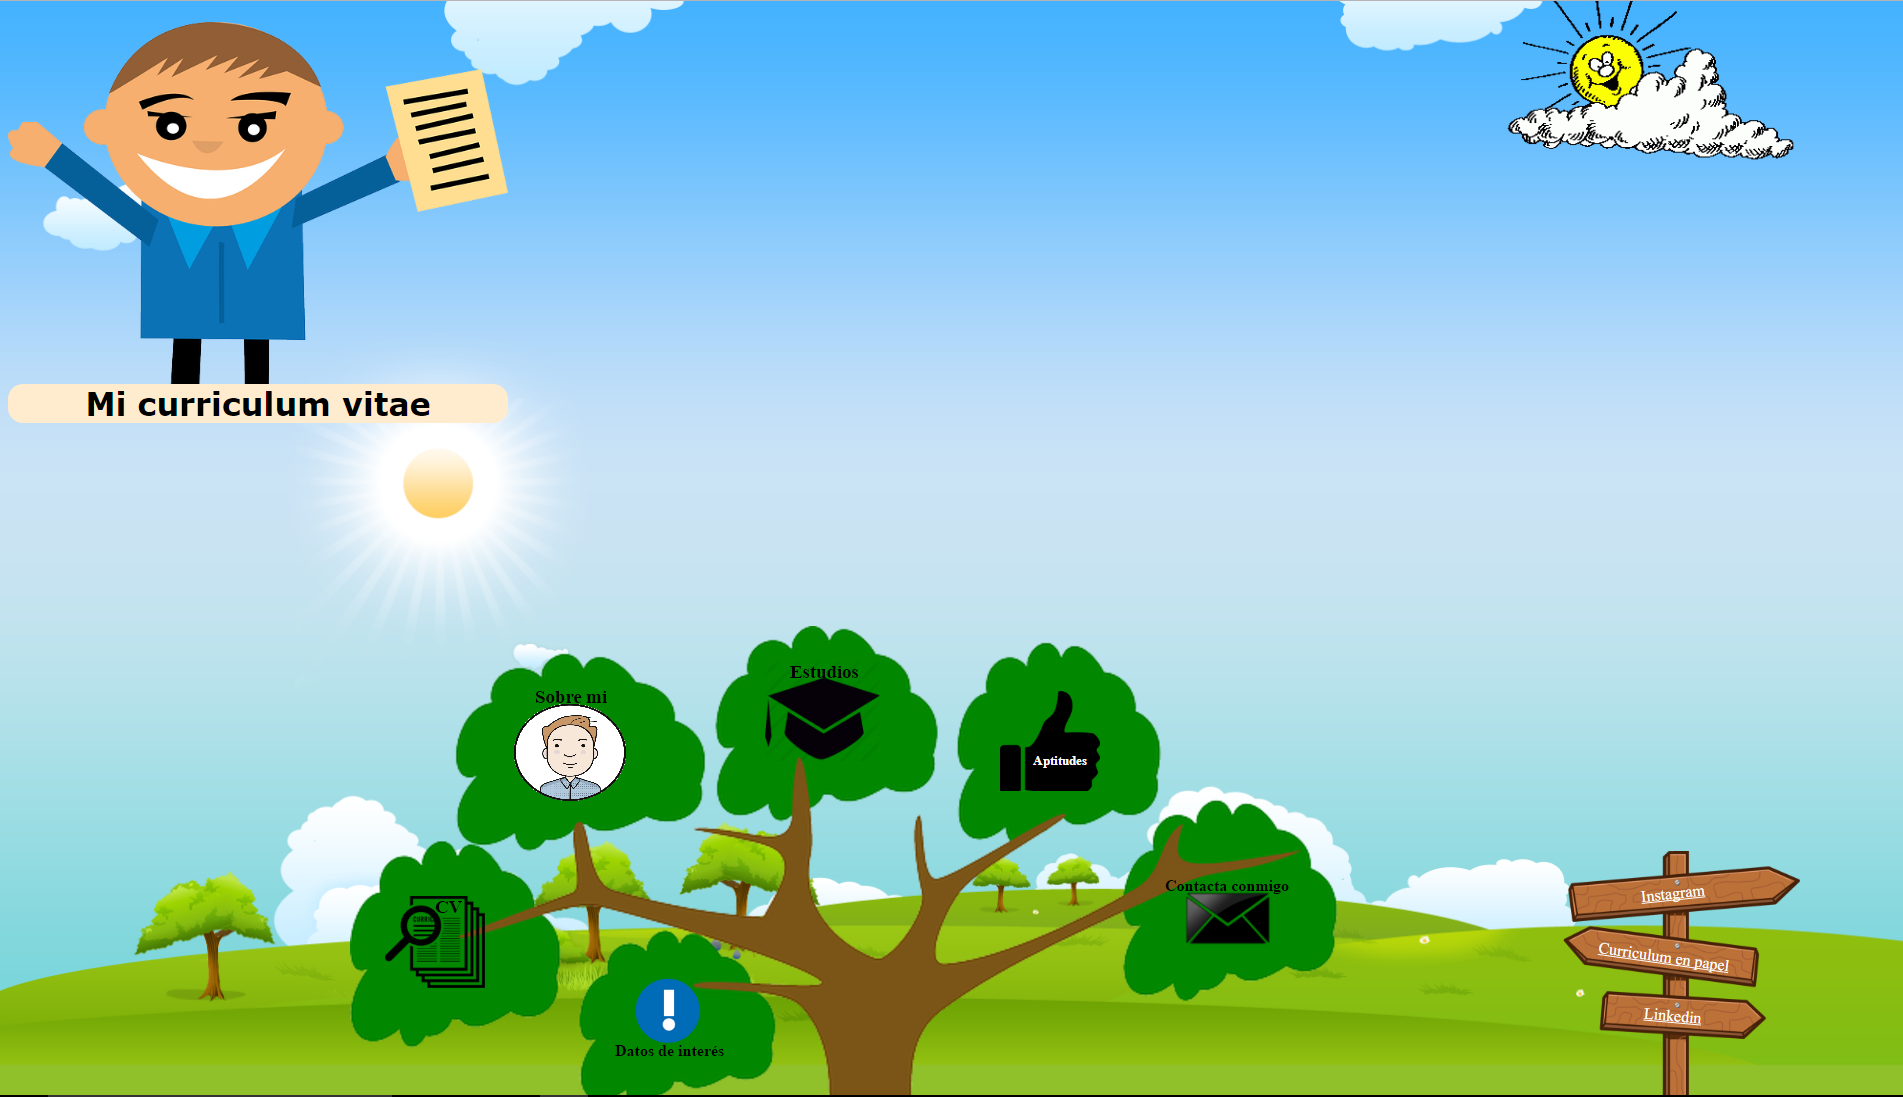 Mi curriculum vitae
Estudios
Sobre mi
Aptitudes
Contacta conmigo
CV
Datos de interés
Instagram
Curriculum en papel
Linkedin